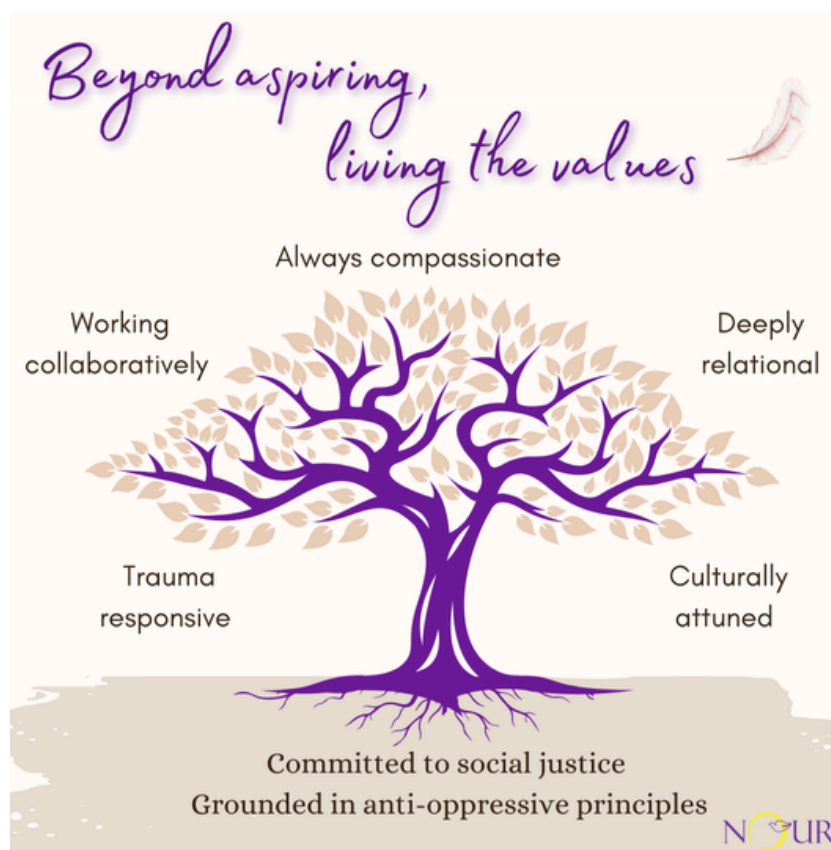 Beyond aspiring,
living the values
Always compassionate
Working
collaboratively
Deeply
relational
Trauma
responsive
Culturally
attuned
Committed to social justice
Grounded in anti-oppressive principles
NOUR